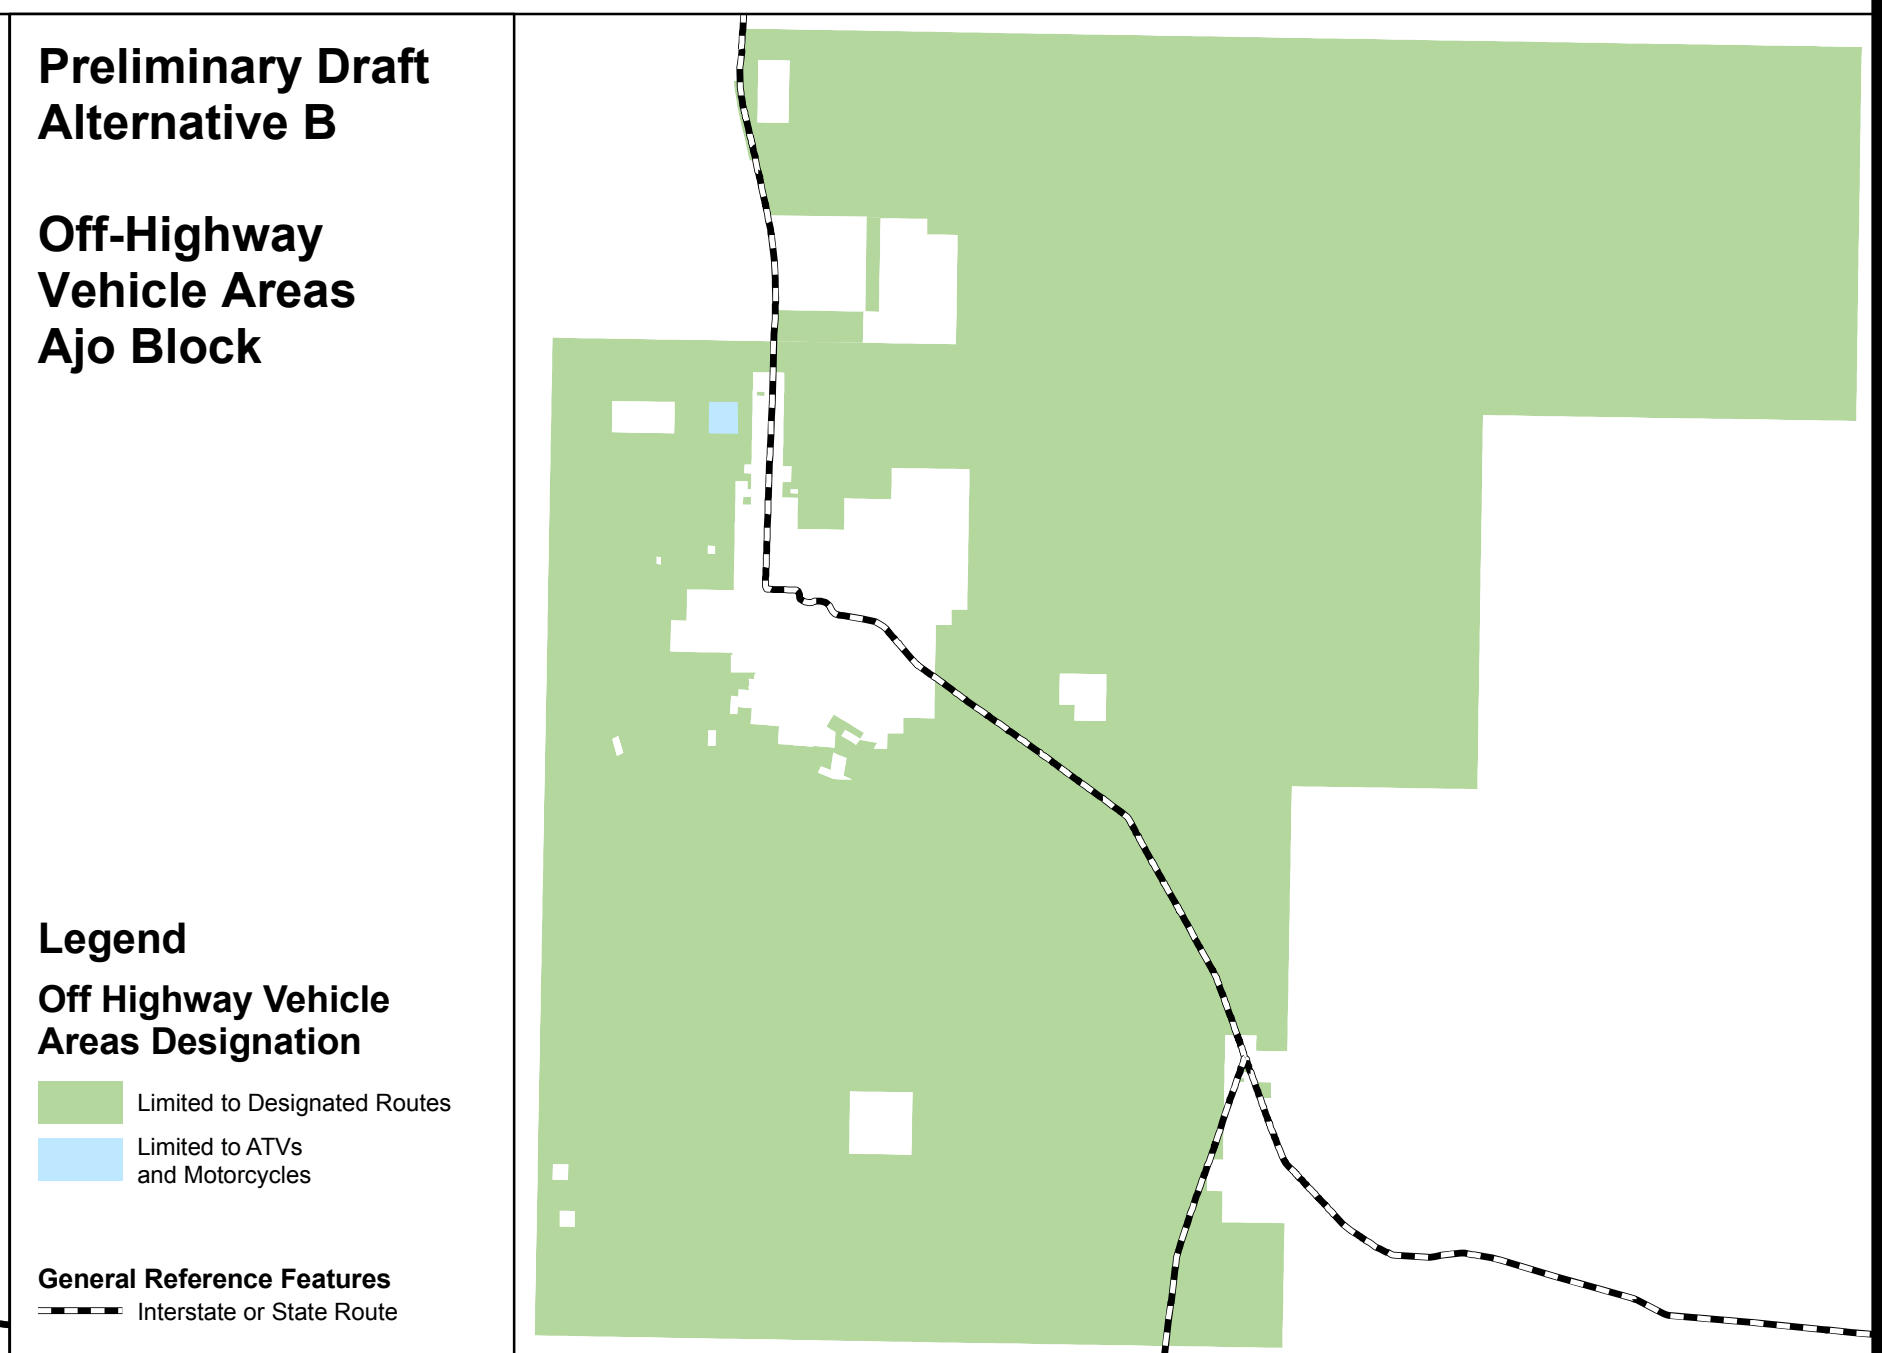 Preliminary Draft
Alternative B
Off-Highway
Vehicle Areas
Ajo Block
Legend
Off Highway Vehicle
Areas Designation
Limited to Designated Routes
Limited to ATVs
and Motorcycles
General Reference Features
Interstate or State Route